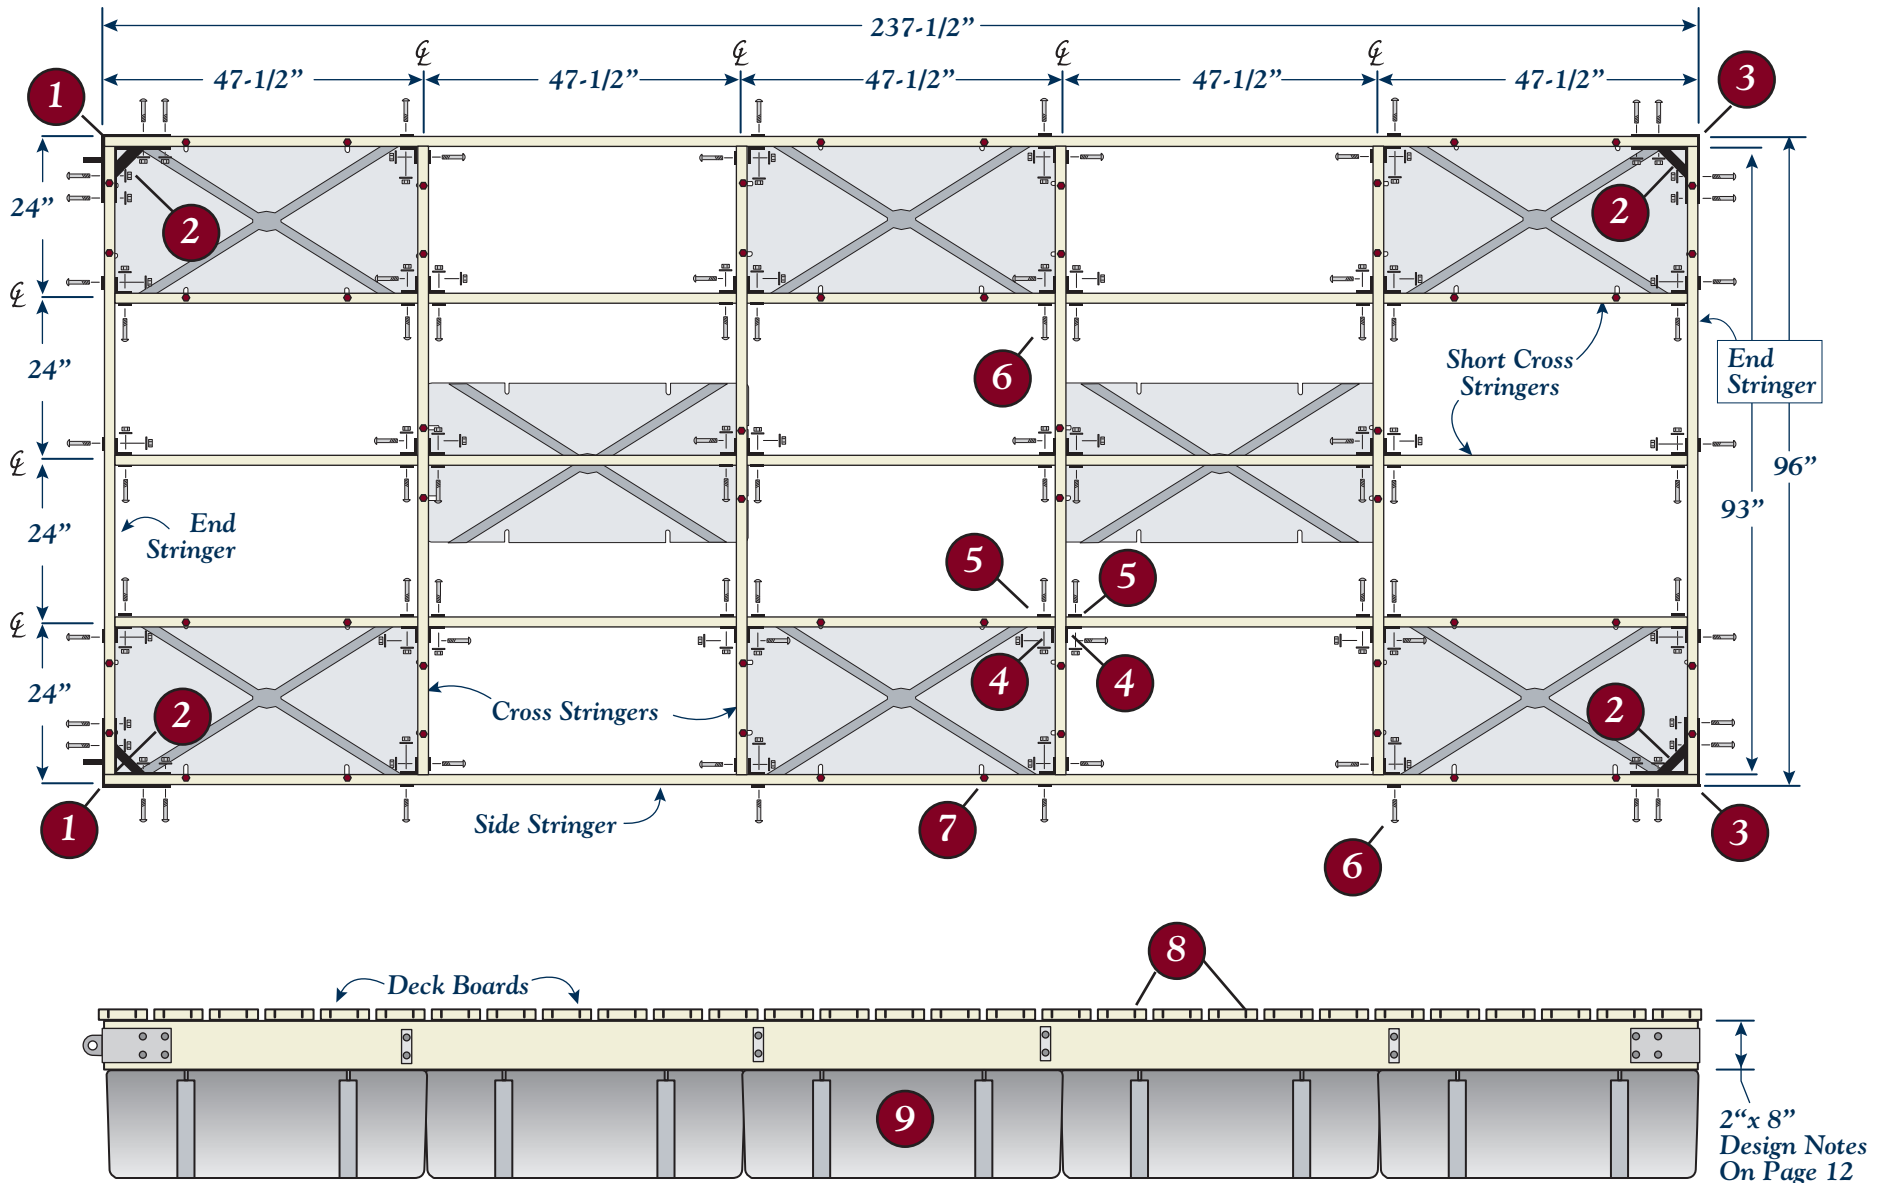 237-1/2”
℄ ℄ ℄ ℄
47-1/2” 47-1/2” 47-1/2” 47-1/2” 47-1/2”
1 3
2 2
24”
℄
24”
6
Short Cross
Stringers
End
Stringer
℄
96”
93”
24”
End
Stringer
5 5
℄
24”
4 4
2 2
Cross Stringers
Side Stringer
1 7 3
6
8
Deck Boards
9
2“x 8”
Design Notes
On Page 12